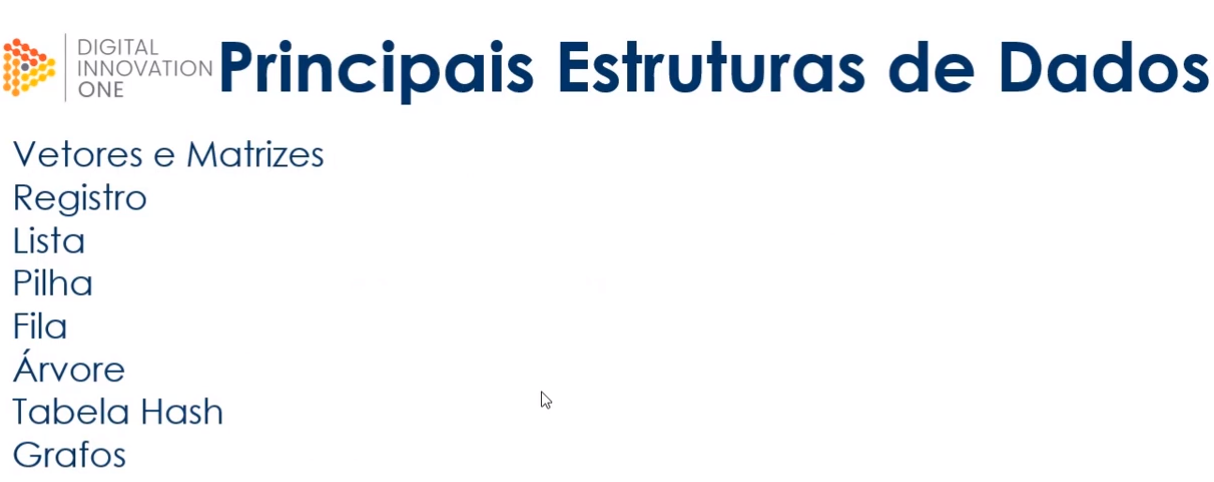 DIGITAL
INNOVATION
ONE
Principais Estruturas de Dados
Vetores e Matrizes
Registro
Lista
Pilha
Fila
Árvore
Tabela Hash
Grafos